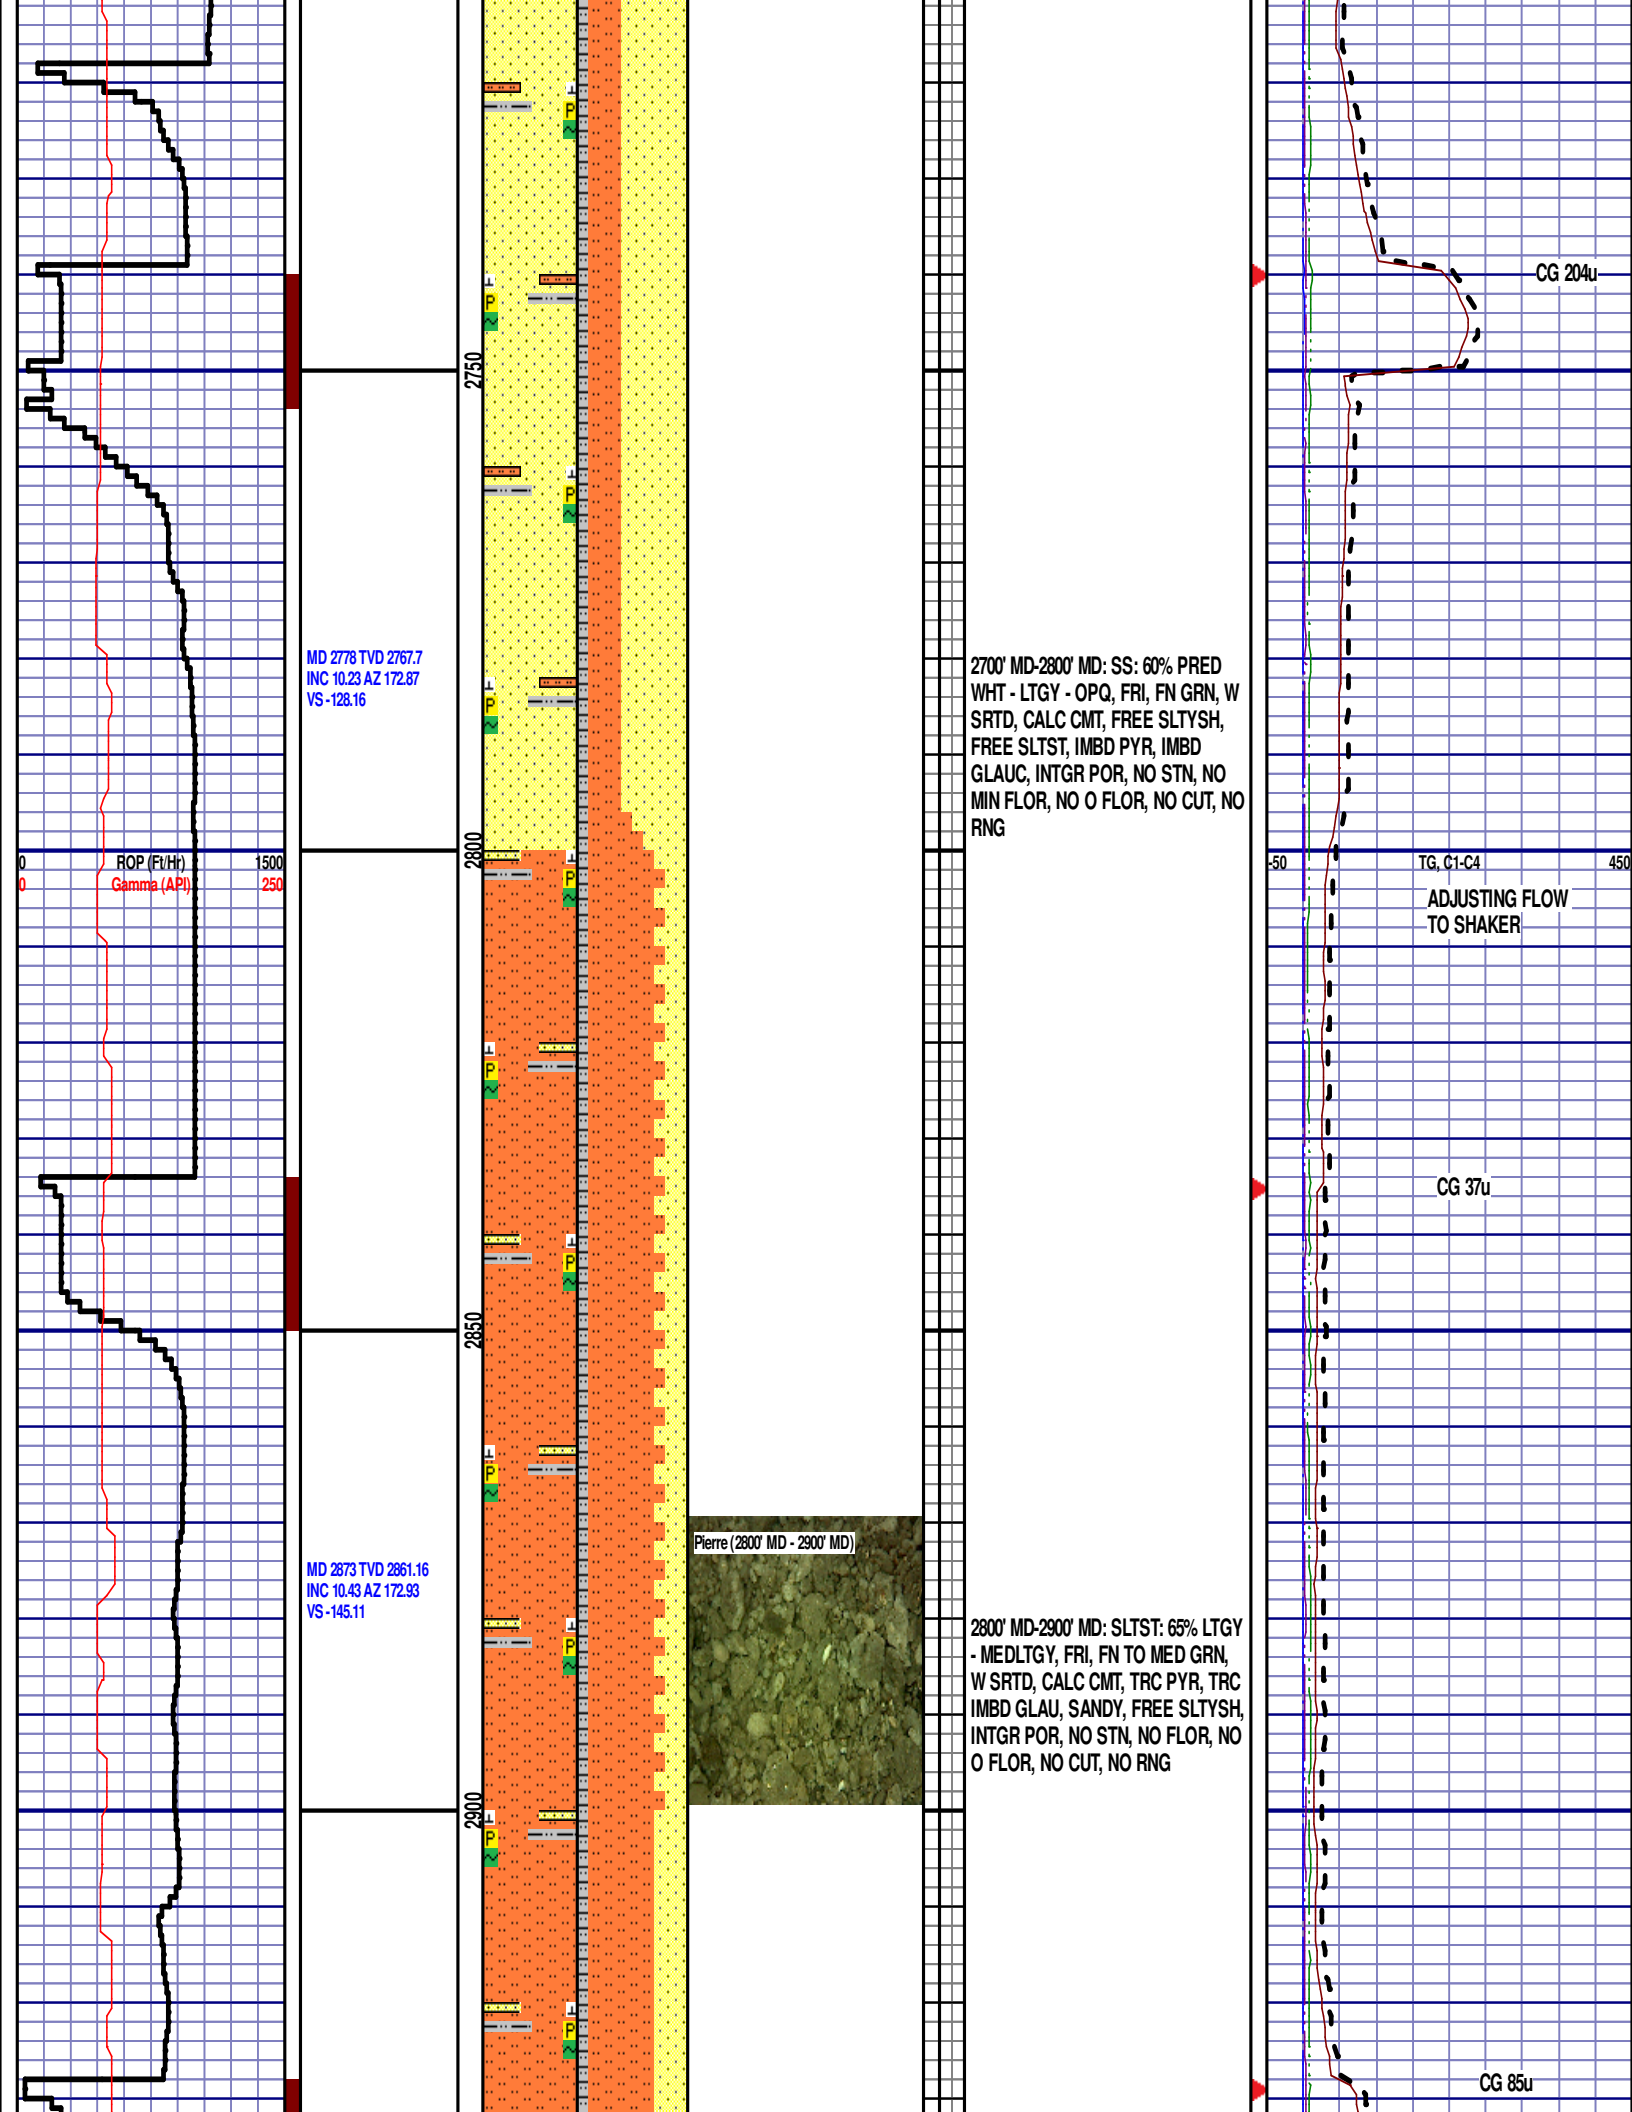 CG 204u
2750
MD 2778 TVD 2767.7
INC 10.23 AZ 172.87
VS -128.16
2700' MD-2800' MD: SS: 60% PRED
WHT - LTGY - OPQ, FRI, FN GRN, W
SRTD, CALC CMT, FREE SLTYSH,
FREE SLTST, IMBD PYR, IMBD
GLAUC, INTGR POR, NO STN, NO
MIN FLOR, NO O FLOR, NO CUT, NO
RNG
2800
0 ROP (Ft/Hr) 1500
0 Gamma (API) 250
-50 TG, C1-C4 450
ADJUSTING FLOW
TO SHAKER
CG 37u
2850
Pierre (2800' MD - 2900' MD)
MD 2873 TVD 2861.16
INC 10.43 AZ 172.93
VS -145.11
2800' MD-2900' MD: SLTST: 65% LTGY
- MEDLTGY, FRI, FN TO MED GRN,
W SRTD, CALC CMT, TRC PYR, TRC
IMBD GLAU, SANDY, FREE SLTYSH,
INTGR POR, NO STN, NO FLOR, NO
O FLOR, NO CUT, NO RNG
2900
CG 85u
P
P
P
P
P
P
P
P
P
P
P